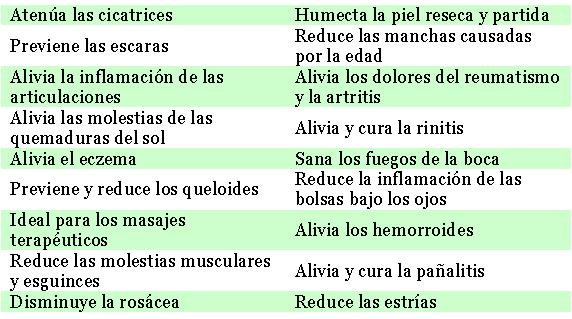 Atenúa las cicatrices
Humecta la piel reseca y partida
Previene las escaras
Reduce las manchas causadas
por la edad
Alivia la inflamación de las
articulaciones
Alivia los dolores del reumatismo
y la artritis
Alivia las molestias de las
quemaduras del sol
Alivia y cura la rinitis
Alivia el eczema
Sana los fuegos de la boca
Previene y reduce los queloides
Reduce la inflamación de las
bolsas bajo los ojos
Ideal para los masajes
terapéuticos
Alivia los hemorroides
Reduce las molestias musculares
y esguinces
Alivia y cura la pañalitis
Disminuye la rosácea
Reduce las estrías